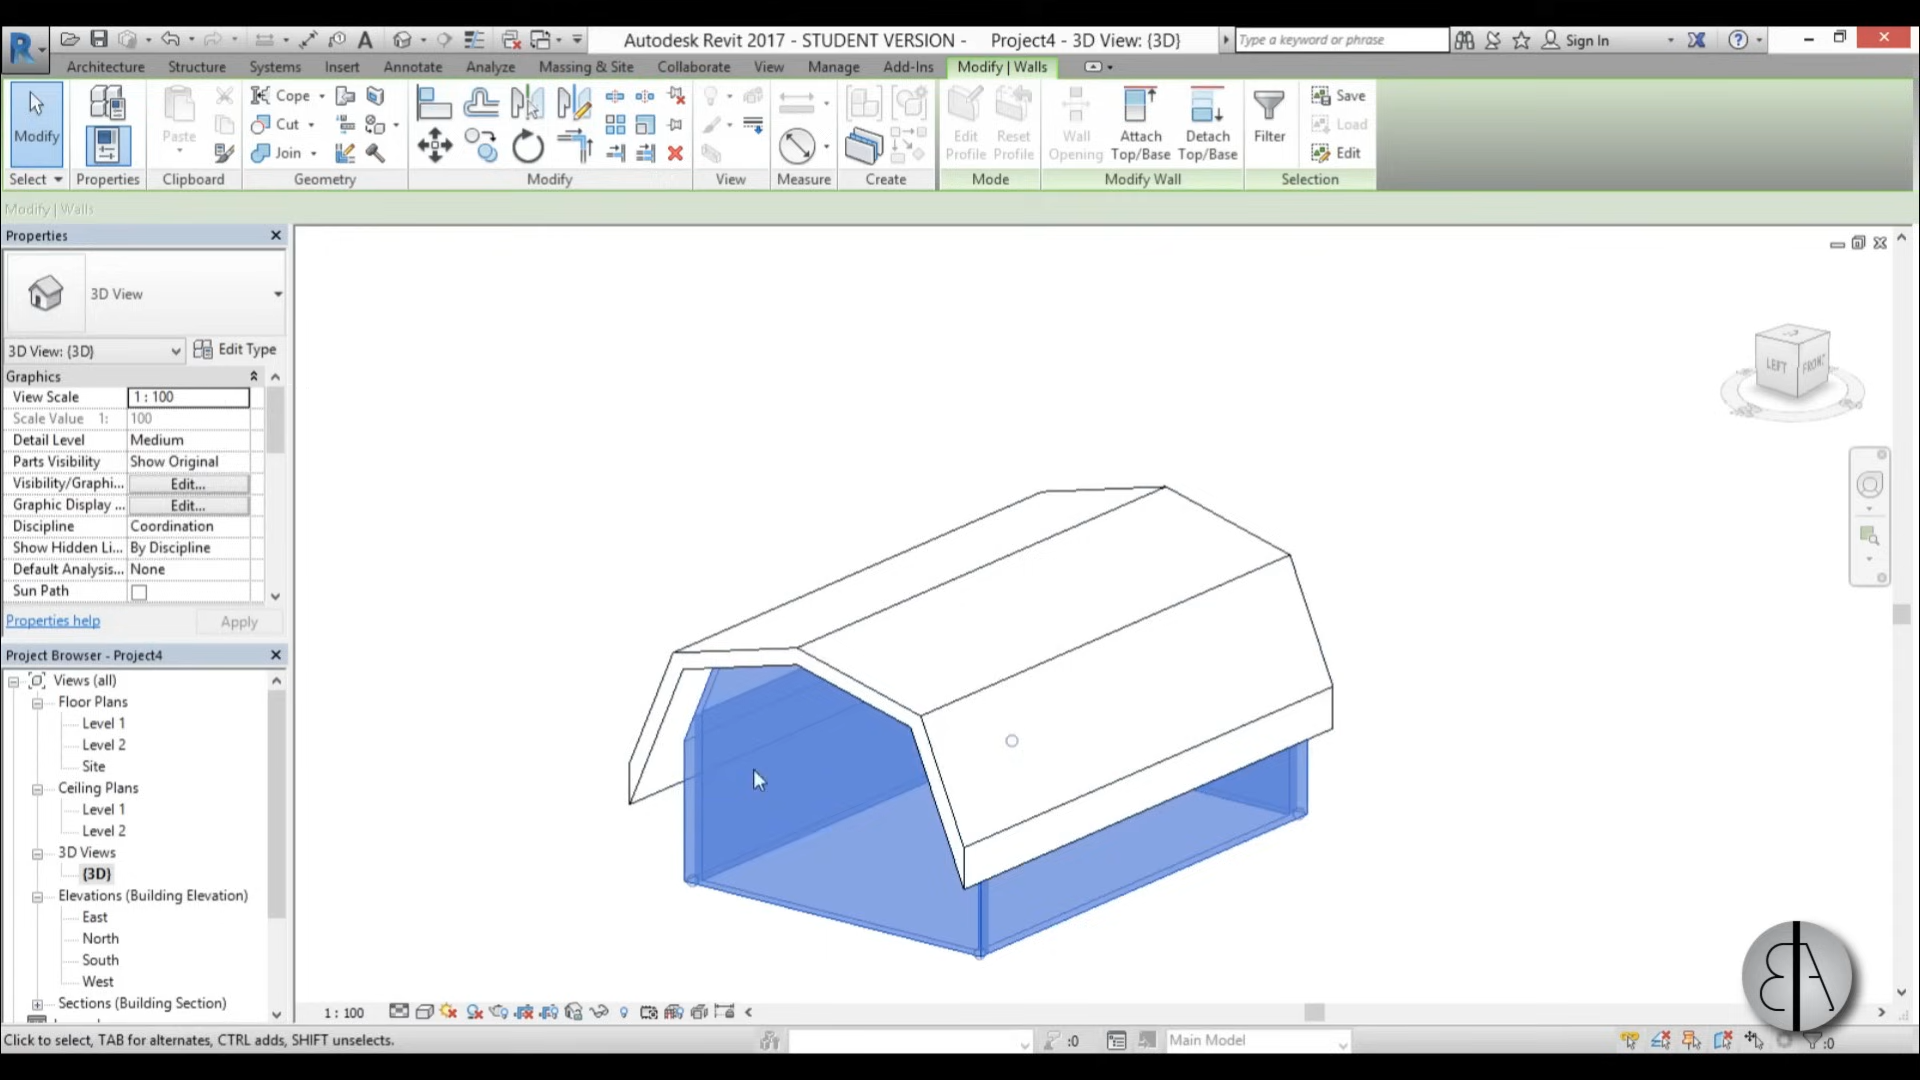 Autodesk Revit 2017 - STUDENT VERSION - Project4 - 3D View: {3D}
Type a keyword or phrase
Sign In
Architecture Structure Systems Insert Annotate Analyze Massing & Site Collaborate View Manage Add-Ins Modify | Walls
Modify
Paste
Cope
Cut
Join
Edit Profile
Reset Profile
Wall Opening
Attach Top/Base
Detach Top/Base
Filter
Save
Load
Edit
Select Properties Clipboard Geometry Modify View Measure Create Mode Modify Wall Selection
Modify | Walls
Properties
3D View
3D View: {3D}
Edit Type
Graphics
View Scale 1 : 100
Scale Value 1: 100
Detail Level Medium
Parts Visibility Show Original
Visibility/Graphi... Edit...
Graphic Display ... Edit...
Discipline Coordination
Show Hidden Li... By Discipline
Default Analysis... None
Sun Path
Properties help
Apply
Project Browser - Project4
Views (all)
Floor Plans
Level 1
Level 2
Site
Ceiling Plans
Level 1
Level 2
3D Views
{3D}
Elevations (Building Elevation)
East
North
South
West
Sections (Building Section)
LEFT
FRONT
1 : 100
Click to select, TAB for alternates, CTRL adds, SHIFT unselects.
:0
Main Model
:0